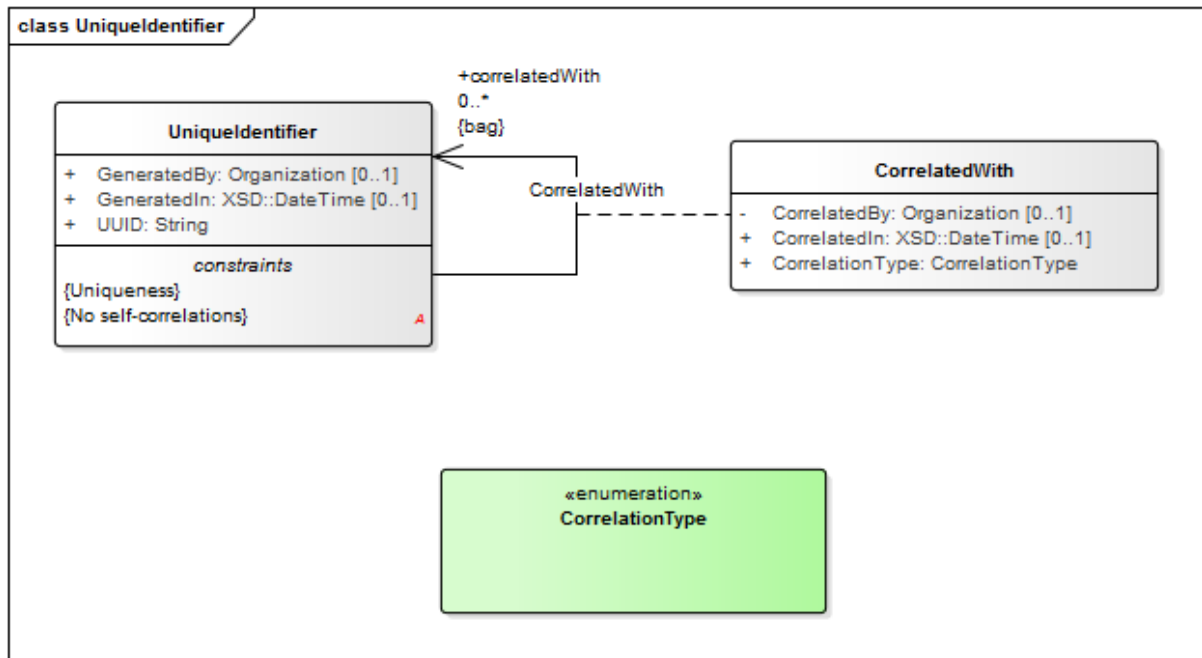 class UniqueIdentifier
+correlatedWith
0..*
{bag}
UniqueIdentifier
+ GeneratedBy: Organization [0..1]
+ GeneratedIn: XSD::DateTime [0..1]
+ UUID: String
constraints
{Uniqueness}
{No self-correlations}
A
CorrelatedWith
CorrelatedWith
- CorrelatedBy: Organization [0..1]
+ CorrelatedIn: XSD::DateTime [0..1]
+ CorrelationType: CorrelationType
«enumeration»
CorrelationType